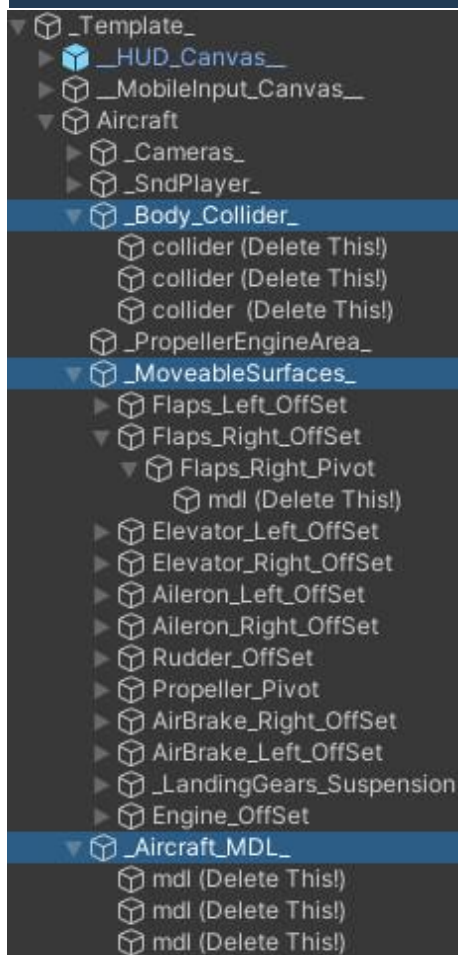 _Template_
__HUD_Canvas__
__MobileInput_Canvas__
Aircraft
_Cameras_
_SndPlayer_
_Body_Collider_
collider (Delete This!)
collider (Delete This!)
collider  (Delete This!)
_PropellerEngineArea_
_MoveableSurfaces_
Flaps_Left_OffSet
Flaps_Right_OffSet
Flaps_Right_Pivot
mdl (Delete This!)
Elevator_Left_OffSet
Elevator_Right_OffSet
Aileron_Left_OffSet
Aileron_Right_OffSet
Rudder_OffSet
Propeller_Pivot
AirBrake_Right_OffSet
AirBrake_Left_OffSet
_LandingGears_Suspension
Engine_OffSet
_Aircraft_MDL_
mdl (Delete This!)
mdl (Delete This!)
mdl (Delete This!)